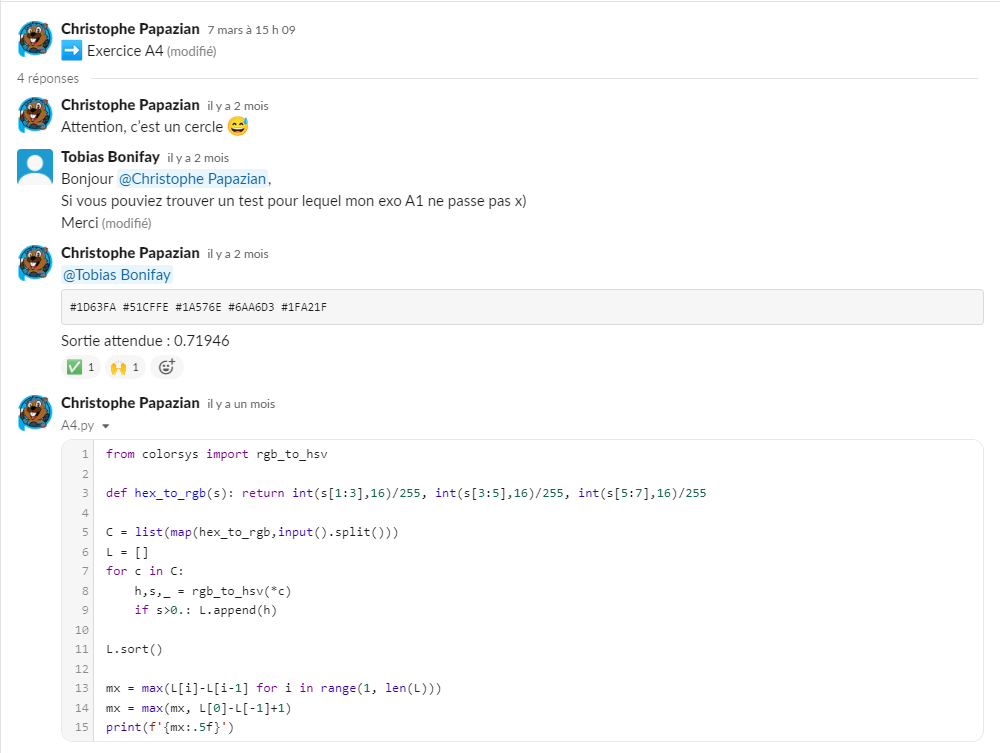 Christophe Papazian 7 mars à 15 h 09
➡️ Exercice A4 (modifié)
4 réponses
Christophe Papazian il y a 2 mois
Attention, c'est un cercle 😅
Tobias Bonifay il y a 2 mois
Bonjour @Christophe Papazian,
Si vous pouviez trouver un test pour lequel mon exo A1 ne passe pas x)
Merci (modifié)
Christophe Papazian il y a 2 mois
@Tobias Bonifay
#1D63FA #51CFFE #1A576E #6AA6D3 #1FA21F
Sortie attendue : 0.71946
✅ 1 🙌 1
Christophe Papazian il y a un mois
A4.py
1 from colorsys import rgb_to_hsv
2
3 def hex_to_rgb(s): return int(s[1:3],16)/255, int(s[3:5],16)/255, int(s[5:7],16)/255
4
5 C = list(map(hex_to_rgb,input().split()))
6 L = []
7 for c in C:
8     h,s,_ = rgb_to_hsv(*c)
9     if s>0.: L.append(h)
10
11 L.sort()
12
13 mx = max(L[i]-L[i-1] for i in range(1, len(L)))
14 mx = max(mx, L[0]-L[-1]+1)
15 print(f'{mx:.5f}')